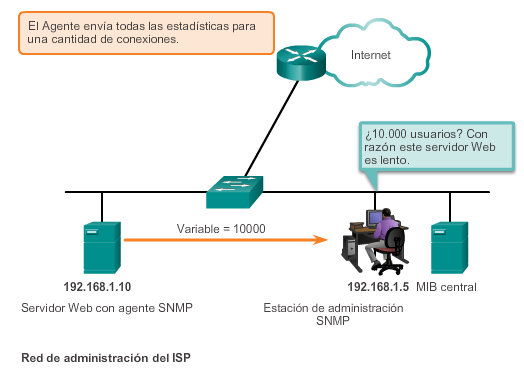 El Agente envía todas las estadísticas para
una cantidad de conexiones.
Internet
¿10.000 usuarios? Con
razón este servidor Web
es lento.
Variable = 10000
192.168.1.10
192.168.1.5
MIB central
Servidor Web con agente SNMP
Estación de administración
SNMP
Red de administración del ISP